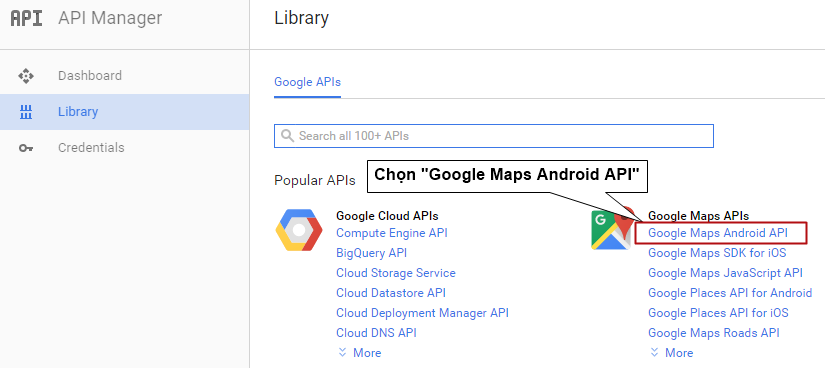 API API Manager
Library
Dashboard
Library
Credentials
Google APIs
Search all 100+ APIs
Popular APIs
Chọn "Google Maps Android API"
Google Cloud APIs
Compute Engine API
BigQuery API
Cloud Storage Service
Cloud Datastore API
Cloud Deployment Manager API
Cloud DNS API
More
G
Google Maps APIs
Google Maps Android API
Google Maps SDK for iOS
Google Maps JavaScript API
Google Places API for Android
Google Places API for iOS
Google Maps Roads API
More